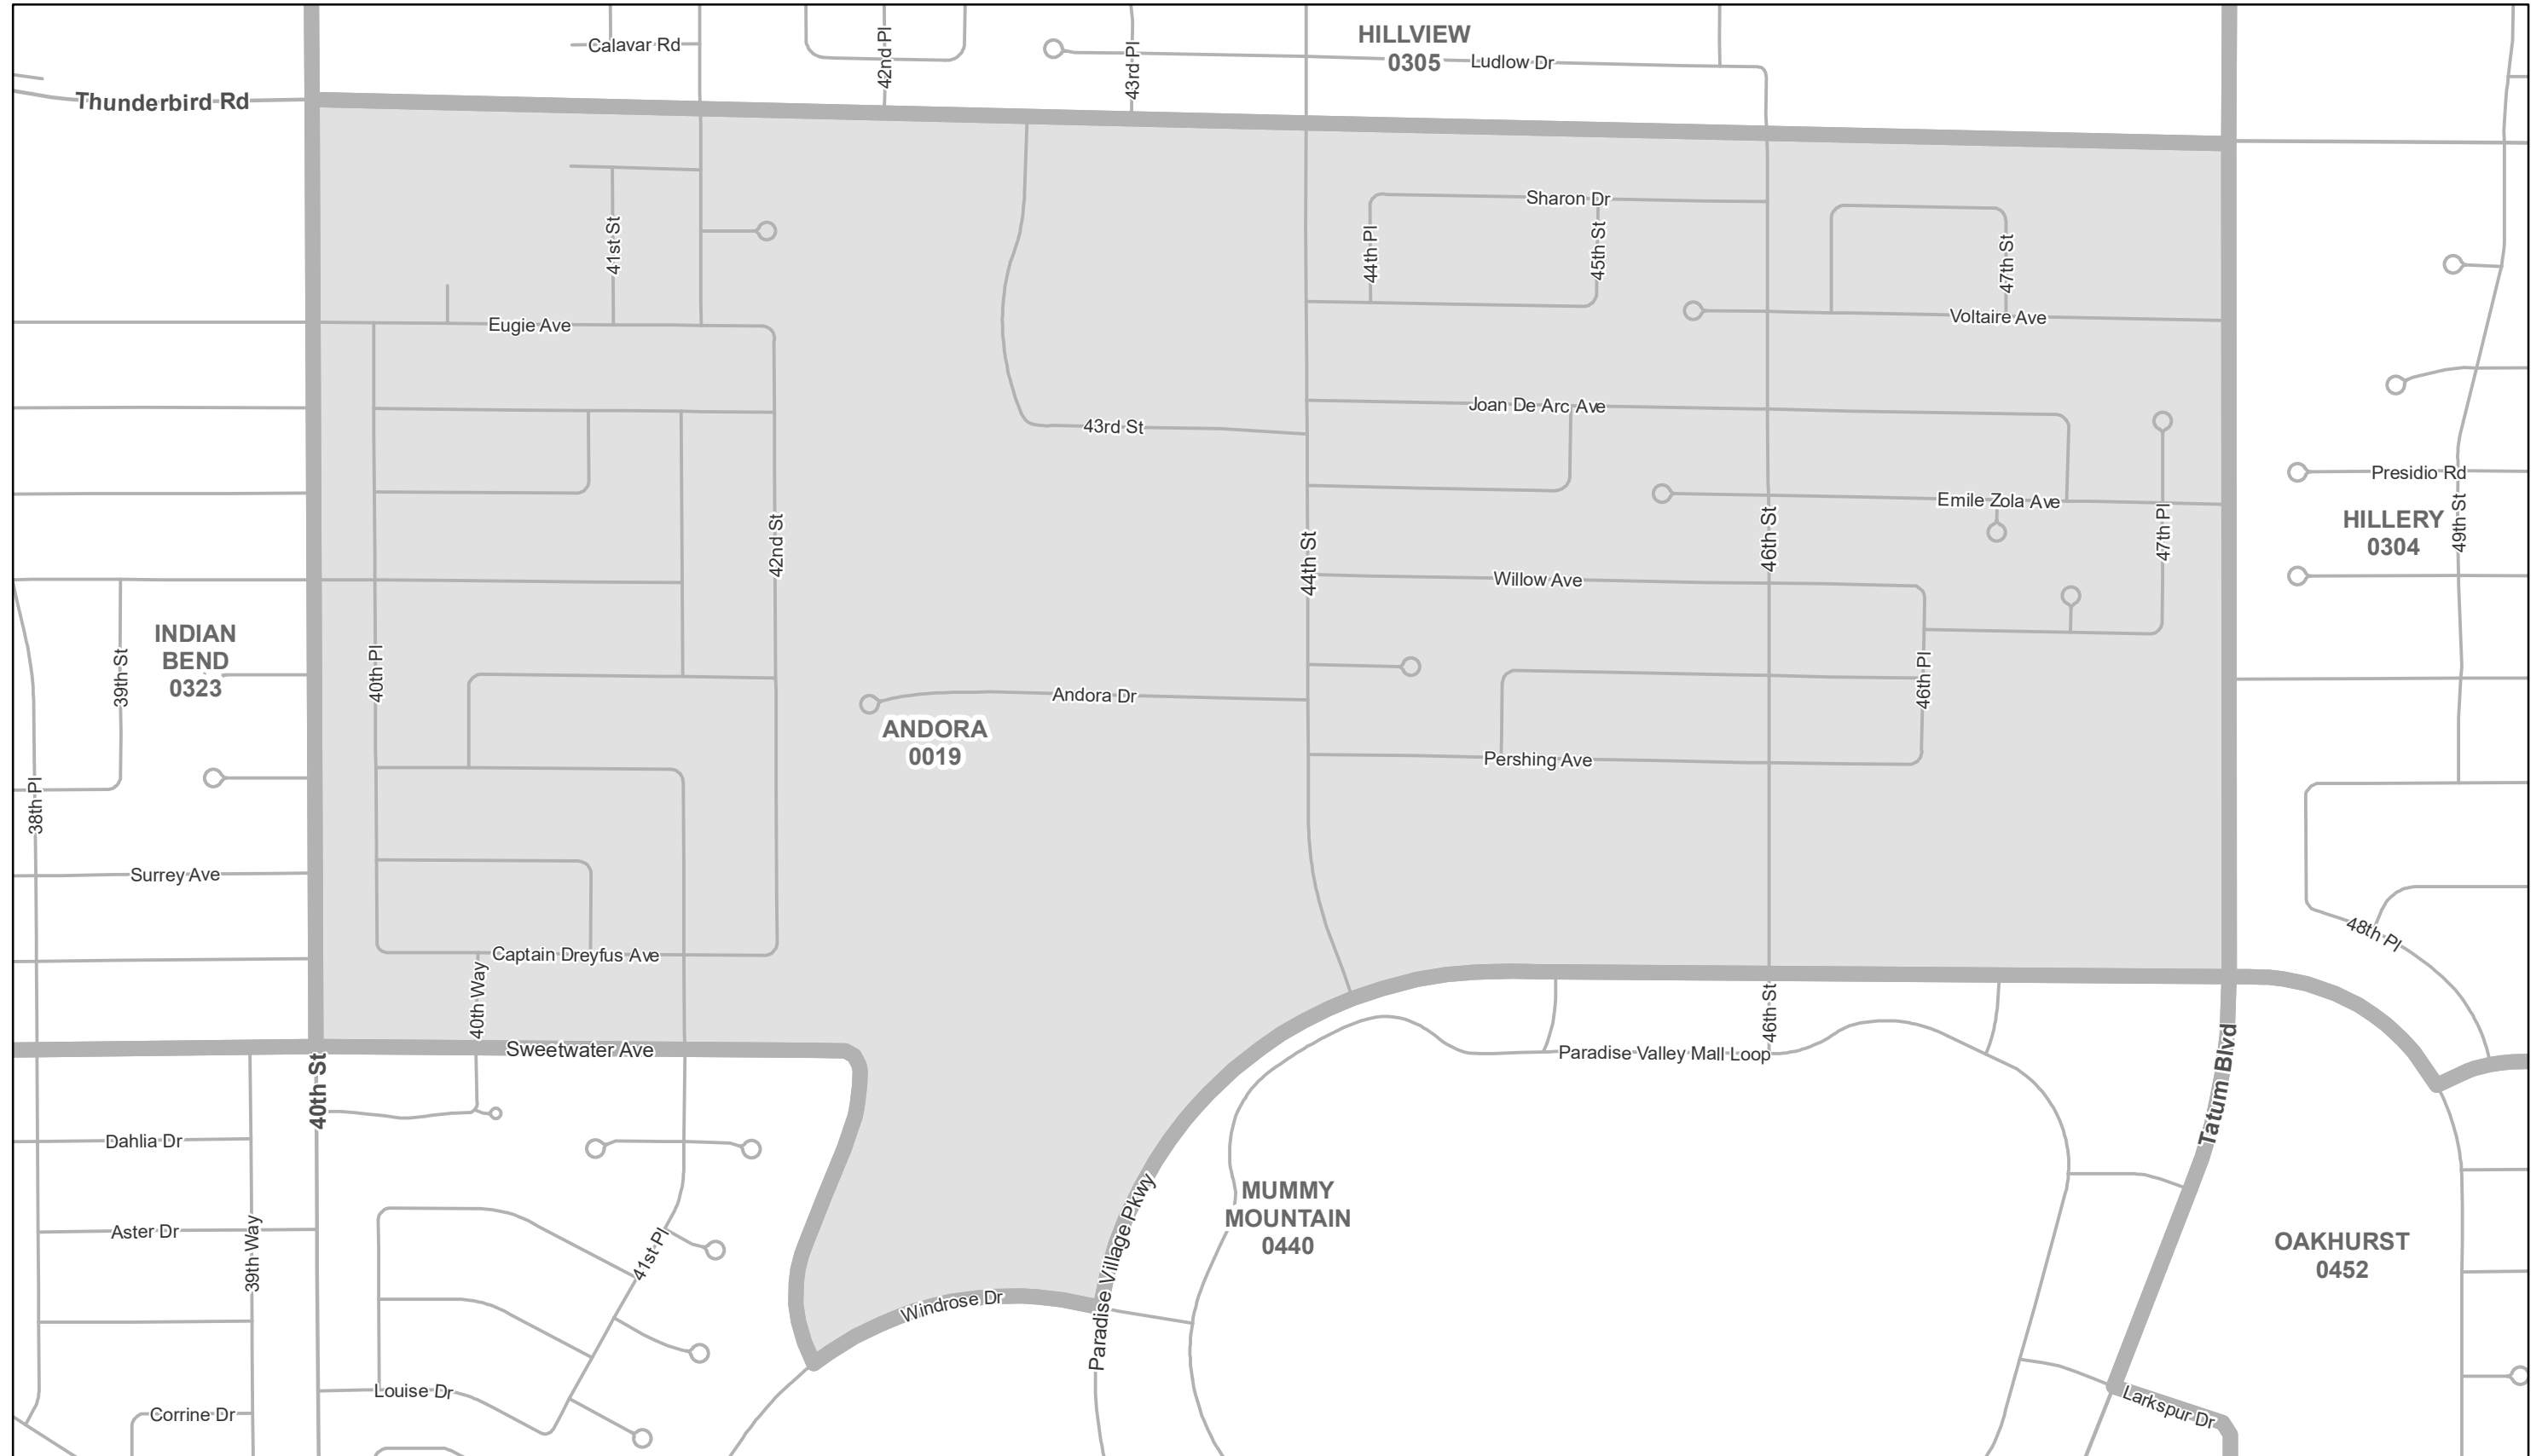 HILLVIEW
0305
Calavar Rd
42nd Pl
43rd Pl
Ludlow Dr
Thunderbird Rd
Sharon Dr
41st St
44th Pl
45th St
47th St
Eugie Ave
Voltaire Ave
Joan De Arc Ave
43rd St
Presidio Rd
Emile Zola Ave
HILLERY
0304
49th St
42nd St
44th St
46th St
47th Pl
Willow Ave
INDIAN
BEND
0323
39th St
40th Pl
46th Pl
Andora Dr
ANDORA
0019
Pershing Ave
38th Pl
Surrey Ave
48th Pl
Captain Dreyfus Ave
40th Way
46th St
Sweetwater Ave
Paradise Valley Mall Loop
40th St
Tatum Blvd
Dahlia Dr
MUMMY
MOUNTAIN
0440
Aster Dr
39th Way
41st Pl
Paradise Village Pkwy
OAKHURST
0452
Windrose Dr
Louise Dr
Larkspur Dr
Corrine Dr